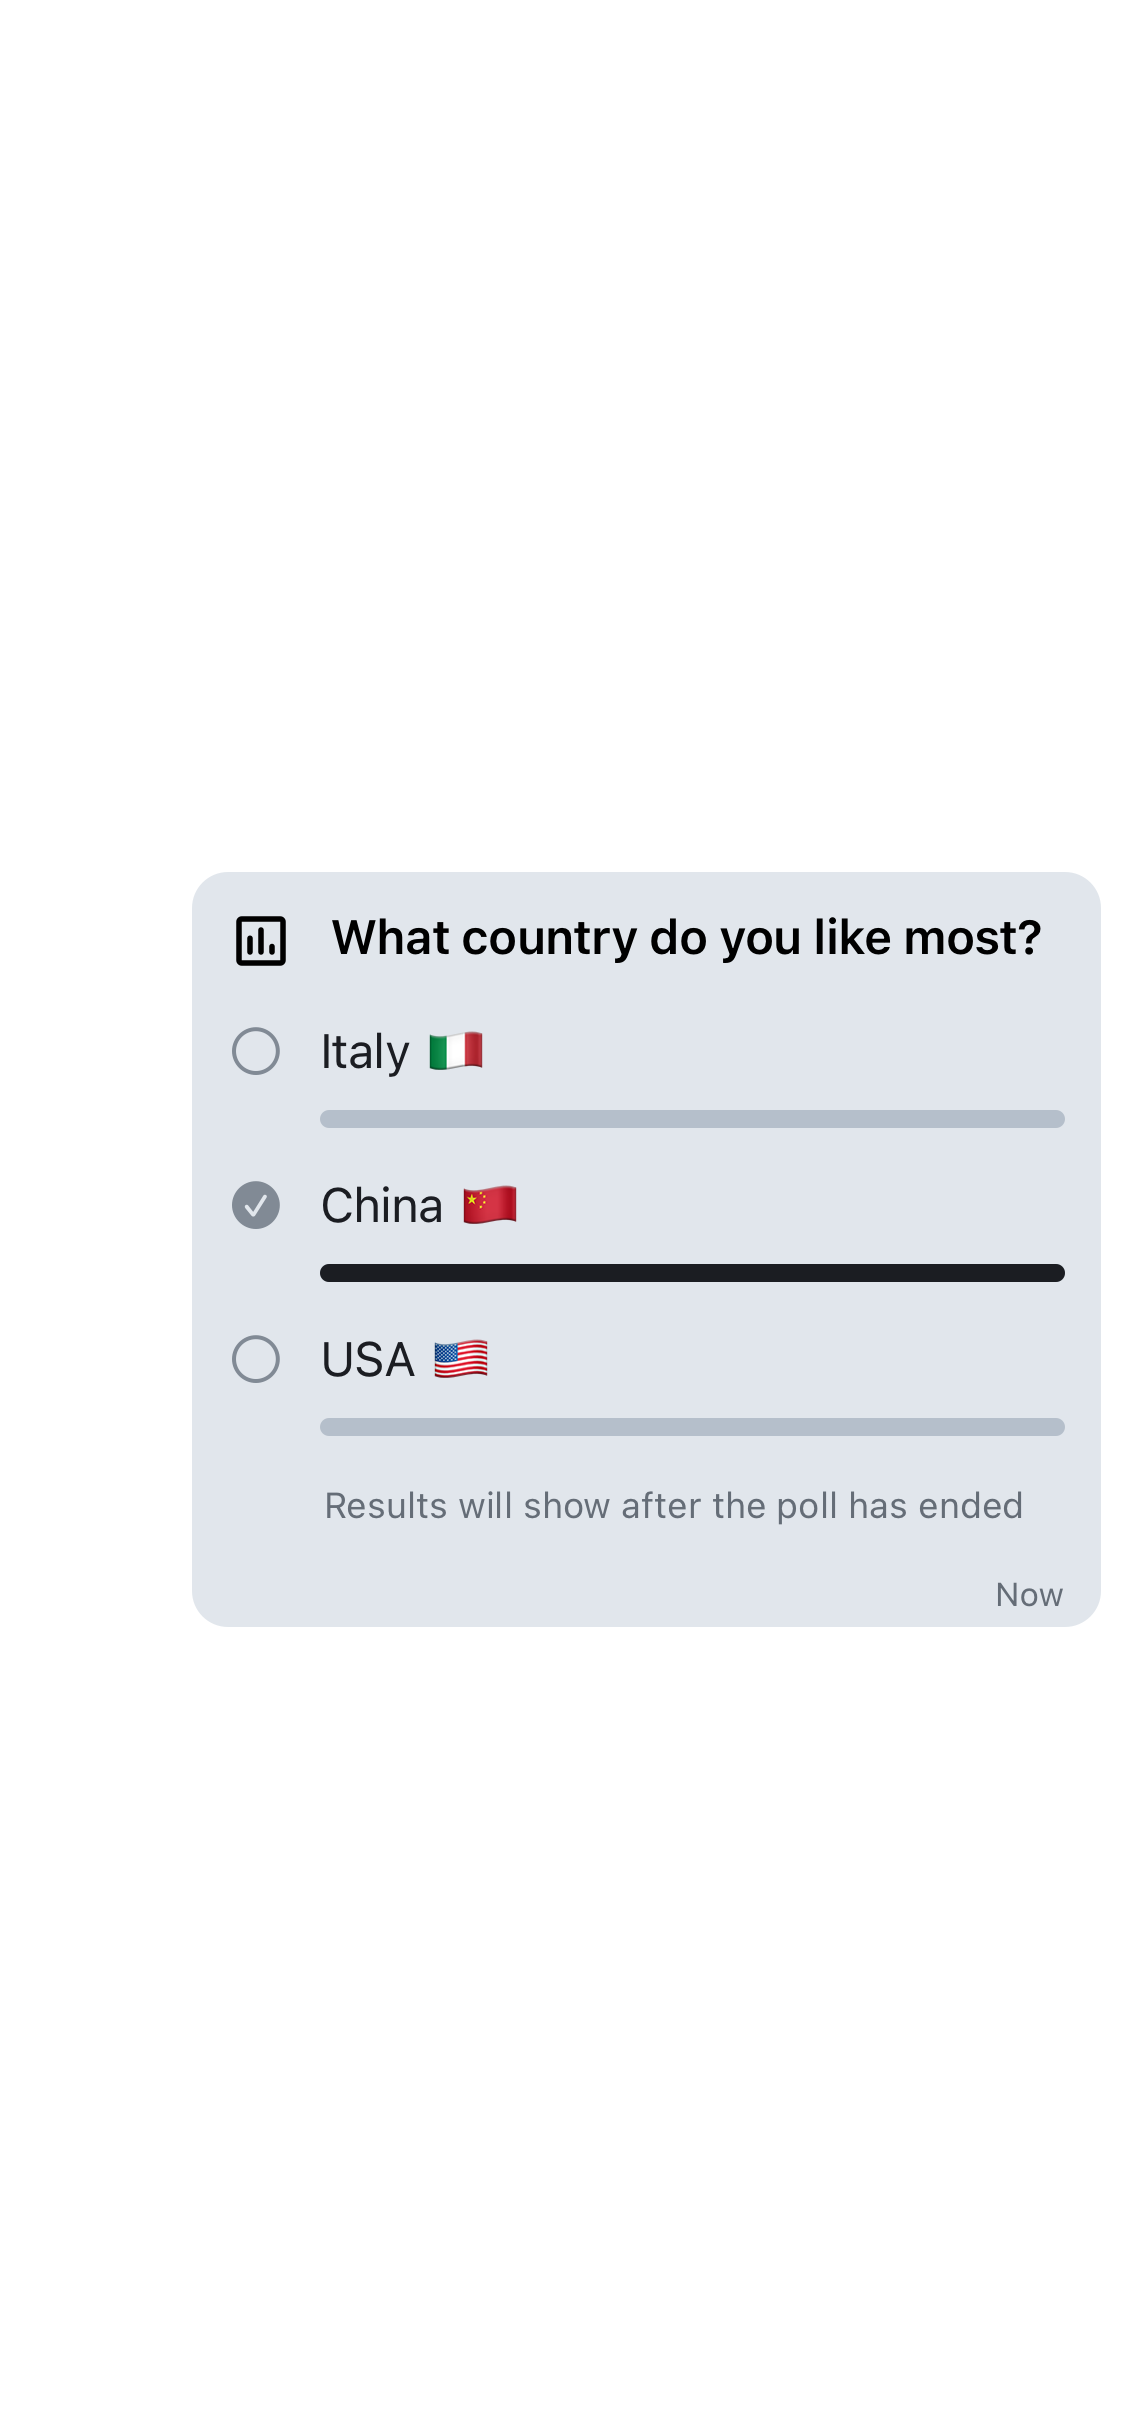 What country do you like most?
Italy 🇮🇹
China 🇨🇳
USA 🇺🇸
Results will show after the poll has ended
Now